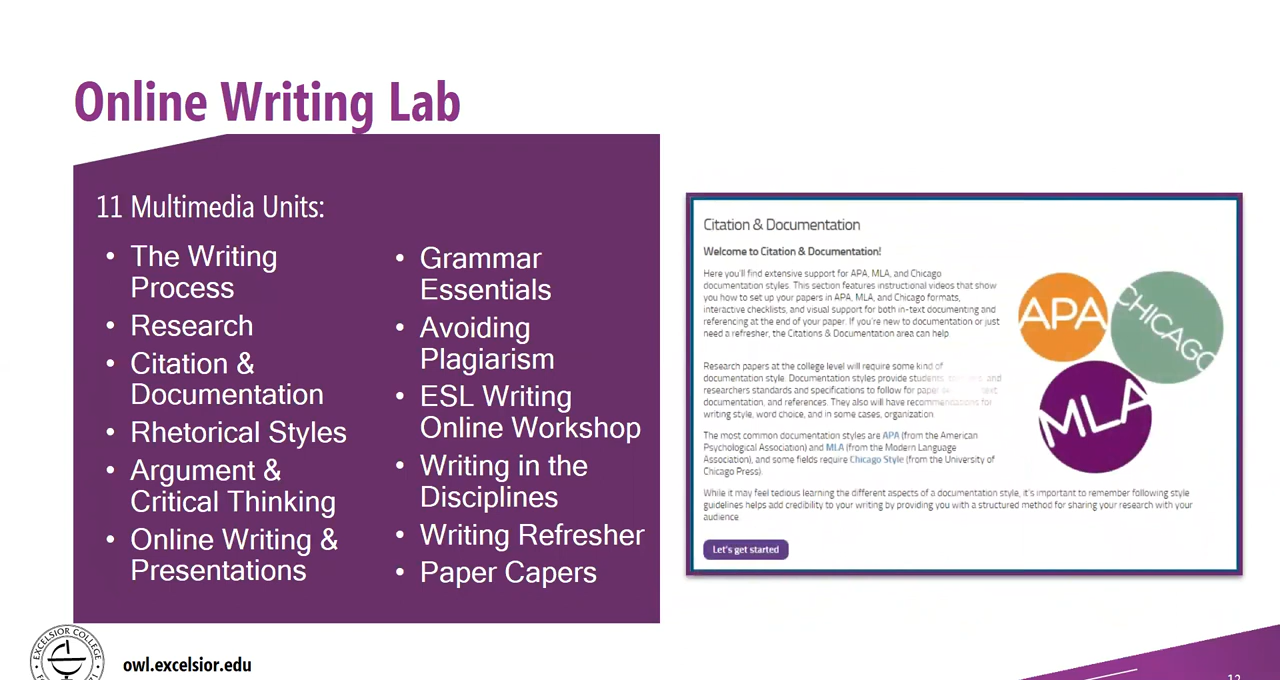 Online Writing Lab
11 Multimedia Units:
• The Writing
Process
• Research
• Citation &
Documentation
• Rhetorical Styles
• Argument &
Critical Thinking
• Online Writing &
Presentations
• Grammar
Essentials
• Avoiding
Plagiarism
• ESL Writing
Online Workshop
• Writing in the
Disciplines
• Writing Refresher
• Paper Capers
Citation & Documentation
Welcome to Citation & Documentation!
Here you'll find extensive support for APA, MLA, and Chicago
documentation styles. This section features instructional videos that show
you how to set up your papers in APA, MLA, and Chicago formats,
interactive checklists, and visual support for both in-text documenting and
referencing at the end of your paper. If you're new to documentation or just
need a refresher, the Citations & Documentation area can help
Research papers at the college level will require some kind of
documentation style. Documentation styles provide students, and
researchers standards and specifications to follow for paper text
documentation, and references. They also will have recommendations for
writing style, word choice, and in some cases, organization
The most common documentation styles are APA (from the American
Psychological Association) and MLA (from the Modern Language
Association), and some fields require Chicago Style (from the University of
Chicago Press).
While it may feel tedious learning the different aspects of a documentation style, it's important to remember following style
guidelines helps add credibility to your writing by providing you with a structured method for sharing your research with your
audience
Let's get started
APA
CHICAGO
MLA
EXCELSIOR COLLEGE
owl.excelsior.edu
12